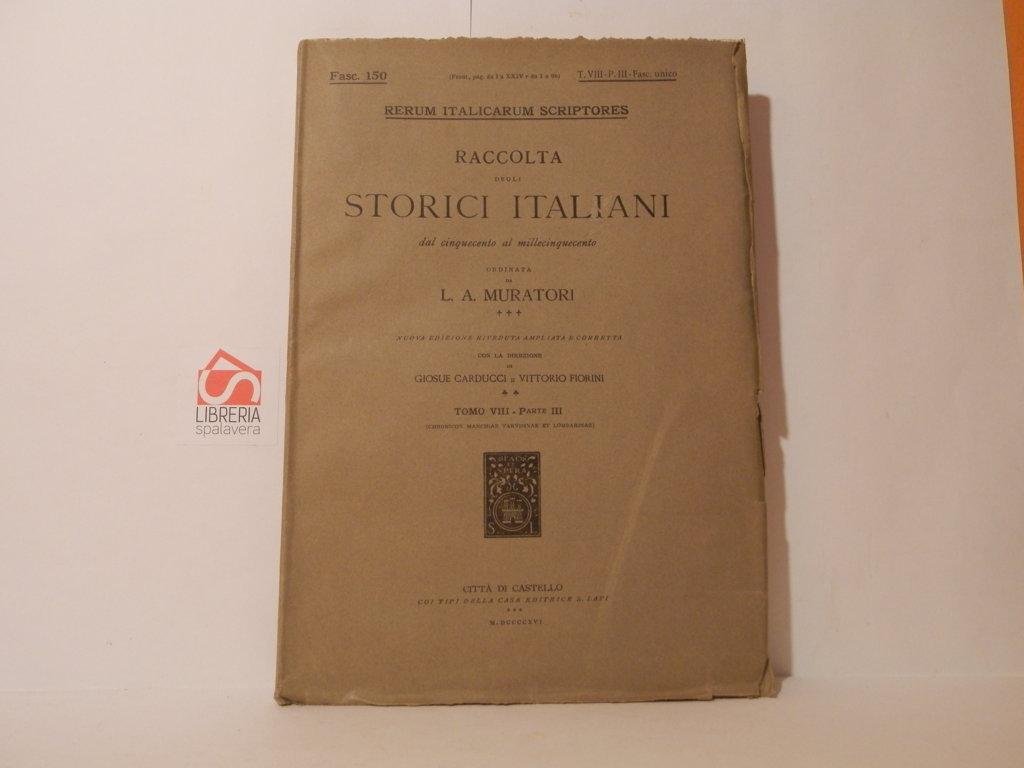 Fasc. 150
(Front., pag. da I a XXIV e da 1 a 96)
T. VIII - P. III - Fasc. unico
RERUM ITALICARUM SCRIPTORES
RACCOLTA
DEGLI
STORICI ITALIANI
dal cinquecento al millecinquecento
ORDINATA
DA
L. A. MURATORI
NUOVA EDIZIONE RIVEDUTA AMPLIATA E CORRETTA
CON LA DIREZIONE
DI
GIOSUE CARDUCCI E VITTORIO FIORINI
TOMO VIII - PARTE III
(CHRONICON MARCHIAE TARVISINAE ET LOMBARDIAE)
S L
CITTÀ DI CASTELLO
COI TIPI DELLA CASA EDITRICE S. LAPI
M.DCCCCXVI
LIBRERIA
spalavera